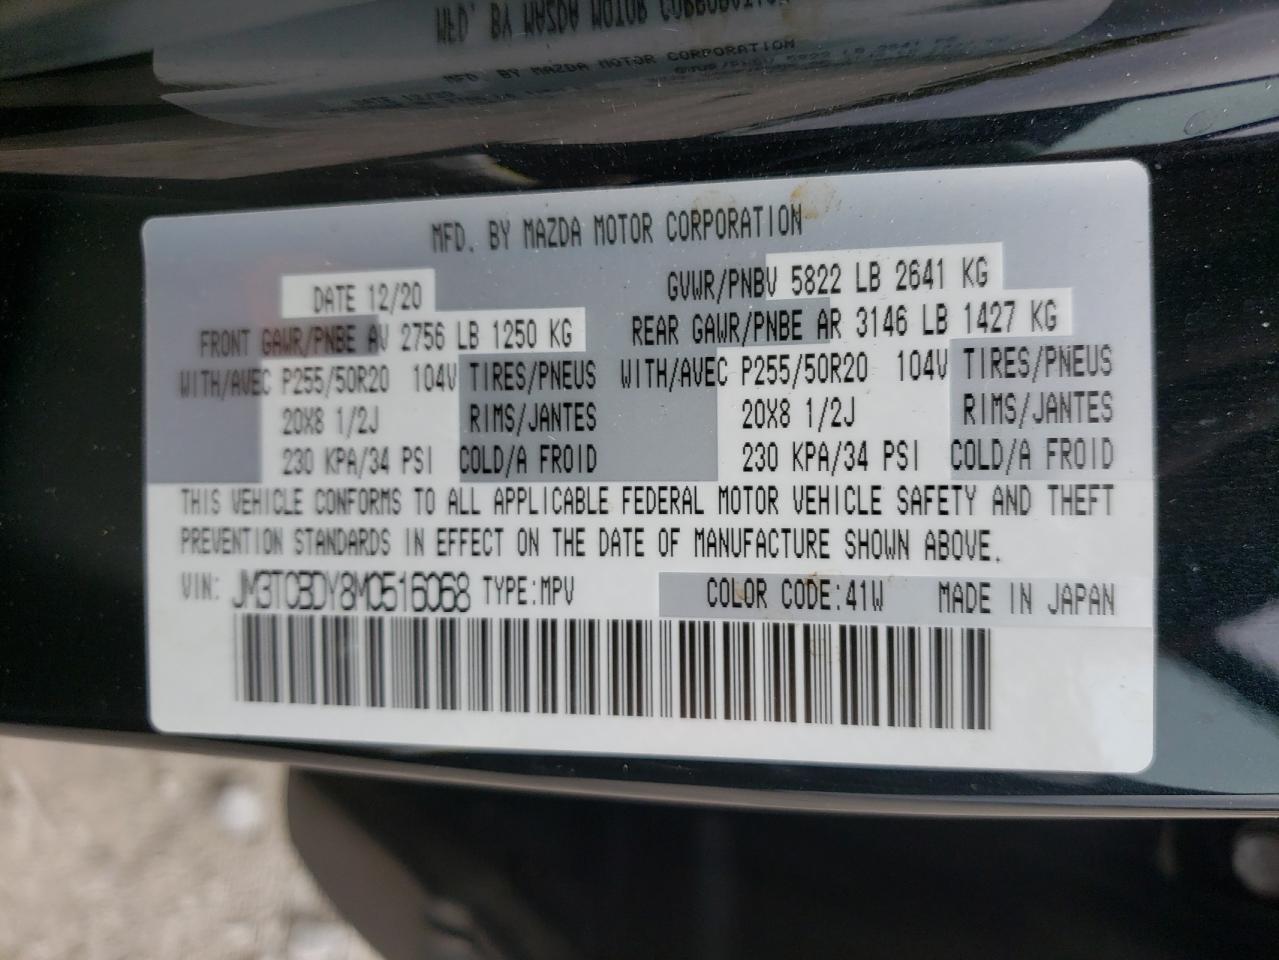 MFD. BY MAZDA MOTOR CORPORATION
DATE 12/20 GVWR/PNBV 5822 LB 2641 KG
FRONT GAWR/PNBE AV 2756 LB 1250 KG REAR GAWR/PNBE AR 3146 LB 1427 KG
WITH/AVEC P255/50R20 104V TIRES/PNEUS WITH/AVEC P255/50R20 104V TIRES/PNEUS
20X8 1/2J RIMS/JANTES 20X8 1/2J RIMS/JANTES
230 KPA/34 PSI COLD/A FROID 230 KPA/34 PSI COLD/A FROID
THIS VEHICLE CONFORMS TO ALL APPLICABLE FEDERAL MOTOR VEHICLE SAFETY AND THEFT
PREVENTION STANDARDS IN EFFECT ON THE DATE OF MANUFACTURE SHOWN ABOVE.
VIN: JM3TCBDY8M0516068 TYPE:MPV COLOR CODE:41W MADE IN JAPAN